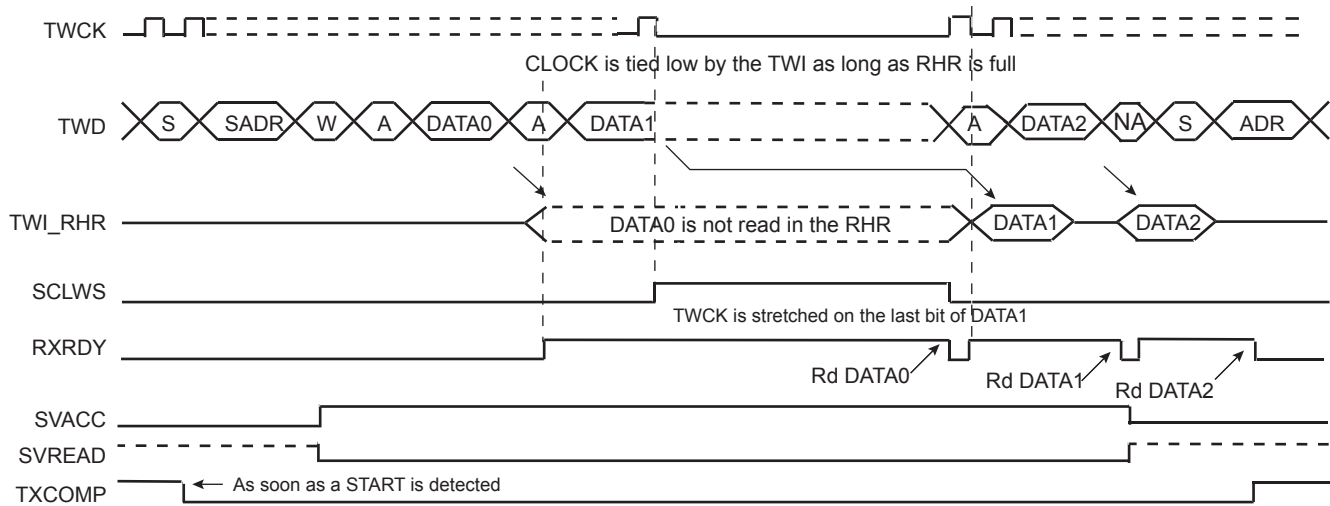 TWCK
CLOCK is tied low by the TWI as long as RHR is full
TWD S SADR W A DATA0 A DATA1 A DATA2 NA S ADR
TWI_RHR DATA0 is not read in the RHR DATA1 DATA2
SCLWS
TWCK is stretched on the last bit of DATA1
RXRDY
Rd DATA0 Rd DATA1 Rd DATA2
SVACC
SVREAD
TXCOMP As soon as a START is detected